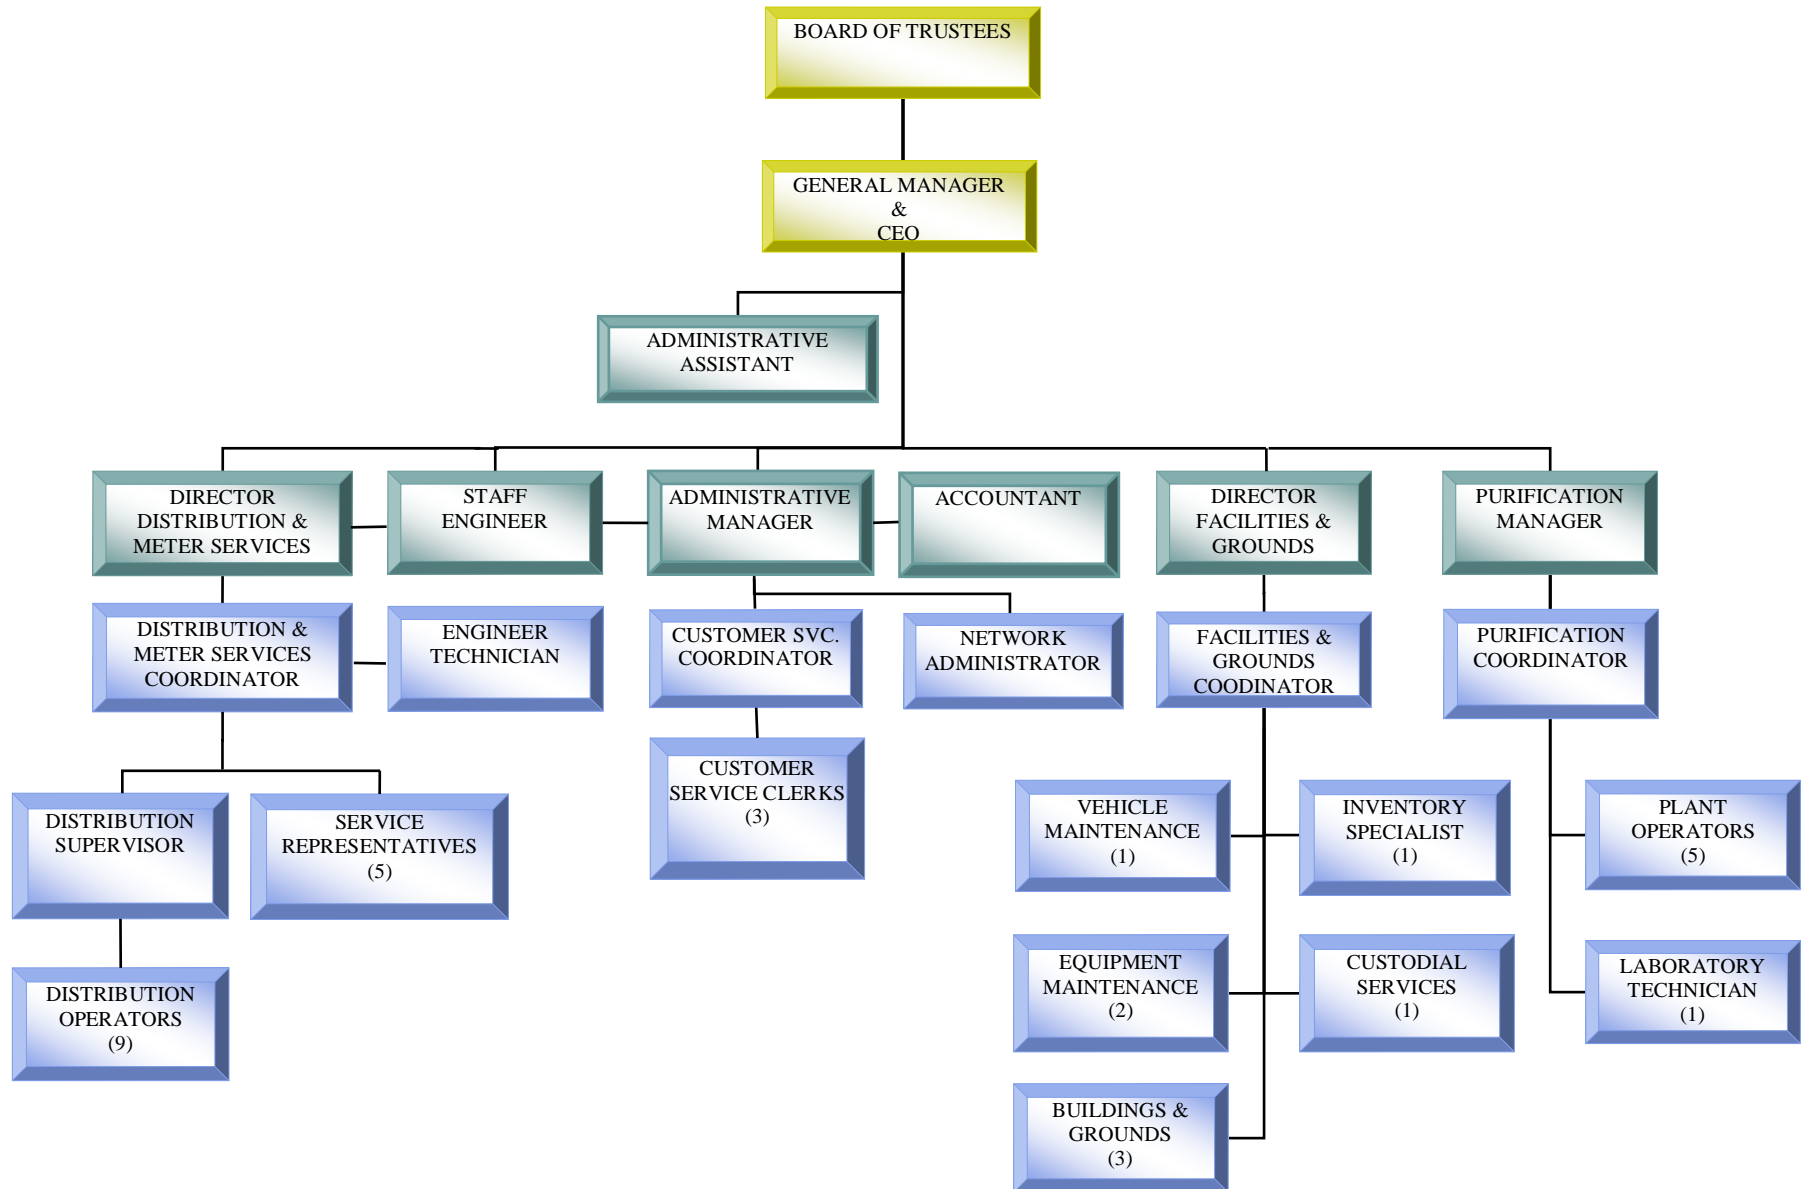 BOARD OF TRUSTEES
GENERAL MANAGER
&
CEO
ADMINISTRATIVE
ASSISTANT
DIRECTOR
DISTRIBUTION &
METER SERVICES
STAFF
ENGINEER
ADMINISTRATIVE
MANAGER
ACCOUNTANT
DIRECTOR
FACILITIES &
GROUNDS
PURIFICATION
MANAGER
DISTRIBUTION &
METER SERVICES
COORDINATOR
ENGINEER
TECHNICIAN
CUSTOMER SVC.
COORDINATOR
NETWORK
ADMINISTRATOR
FACILITIES &
GROUNDS
COODINATOR
PURIFICATION
COORDINATOR
DISTRIBUTION
SUPERVISOR
SERVICE
REPRESENTATIVES
(5)
CUSTOMER
SERVICE CLERKS
(3)
VEHICLE
MAINTENANCE
(1)
INVENTORY
SPECIALIST
(1)
PLANT
OPERATORS
(5)
DISTRIBUTION
OPERATORS
(9)
EQUIPMENT
MAINTENANCE
(2)
CUSTODIAL
SERVICES
(1)
LABORATORY
TECHNICIAN
(1)
BUILDINGS &
GROUNDS
(3)